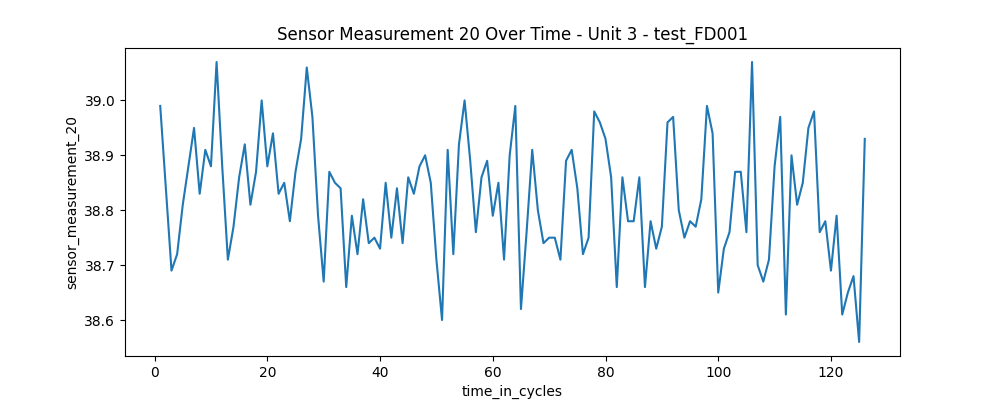 Sensor Measurement 20 Over Time - Unit 3 - test_FD001
sensor_measurement_20
39.0
38.9
38.8
38.7
38.6
0 20 40 60 80 100 120
time_in_cycles